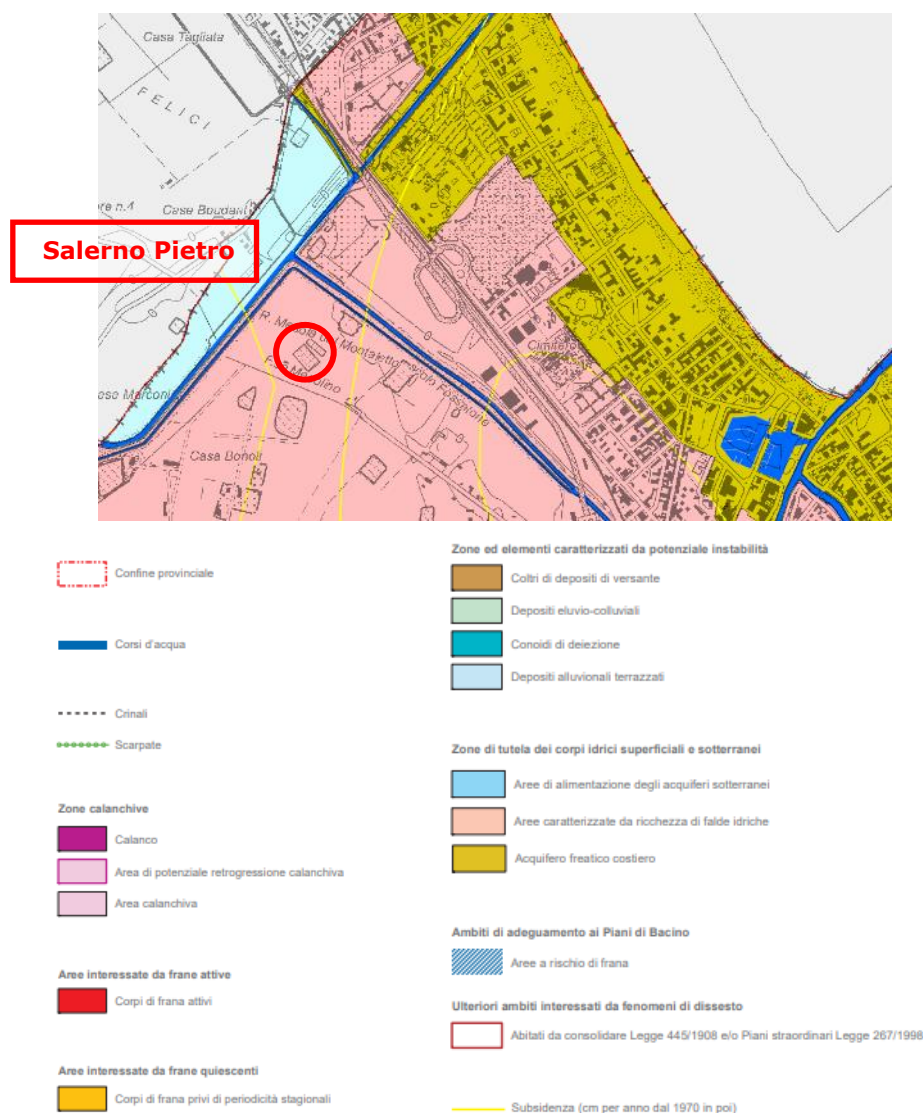 Casa Tagliata
FELICI
re n.4
Case Boudani
Salerno Pietro
R. Mesola del Montaletto
Cimitero
Casa Bonoli
Confine provinciale
Corsi d'acqua
Crinali
Scarpate
Zone calanchive
Calanco
Area di potenziale retrogressione calanchiva
Area calanchiva
Aree interessate da frane attive
Corpi di frana attivi
Aree interessate da frane quiescenti
Corpi di frana privi di periodicità stagionali
Zone ed elementi caratterizzati da potenziale instabilità
Coltri di depositi di versante
Depositi eluvio-colluviali
Conoidi di deiezione
Depositi alluvionali terrazzati
Zone di tutela dei corpi idrici superficiali e sotterranei
Aree di alimentazione degli acquiferi sotterranei
Aree caratterizzate da ricchezza di falde idriche
Acquifero freatico costiero
Ambiti di adeguamento ai Piani di Bacino
Aree a rischio di frana
Ulteriori ambiti interessati da fenomeni di dissesto
Abitati da consolidare Legge 445/1908 e/o Piani straordinari Legge 267/1998
Subsidenza (cm per anno dal 1970 in poi)